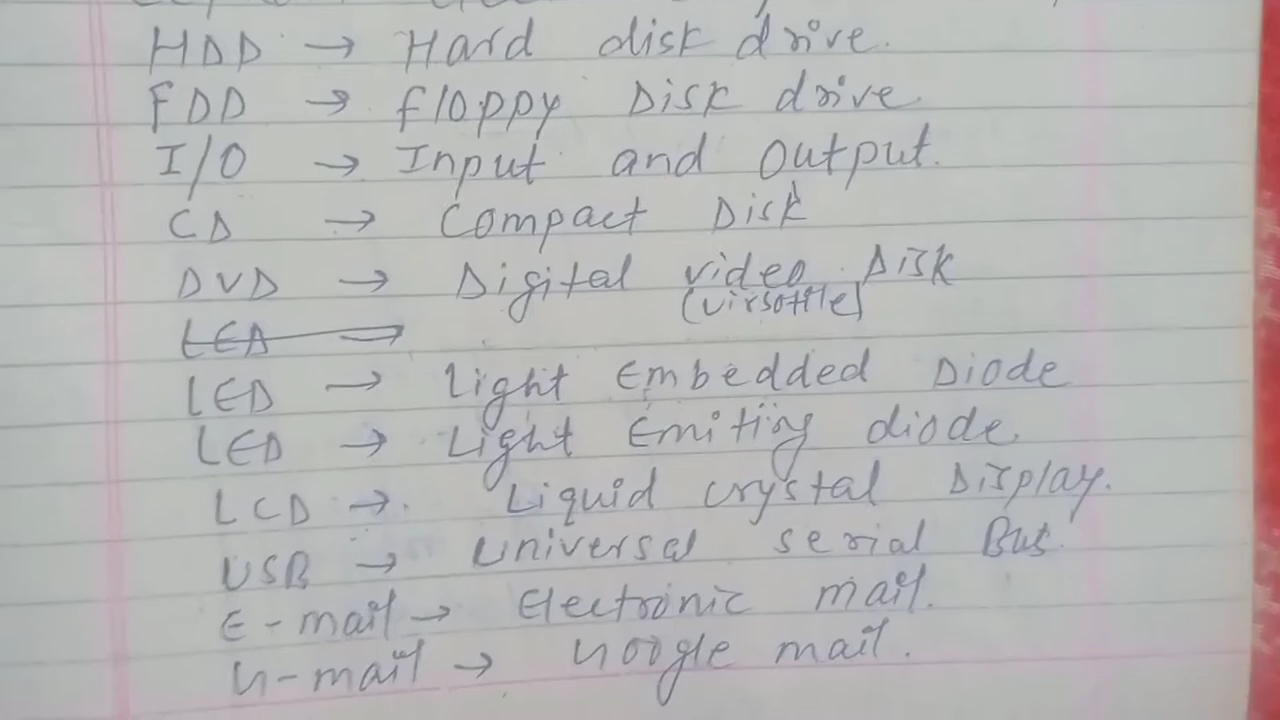 HDD → Hard disk drive.
FDD → floppy Disk drive
I/O → Input and output.
CD → Compact Disk
DVD → Digital video Disk
(virsottle)
LED → Light Embedded Diode
LED → Light Emiting diode.
LCD → Liquid crystal Display.
USB → universal serial Bus.
E-mail → Electronic mail.
G-mail → Google mail.